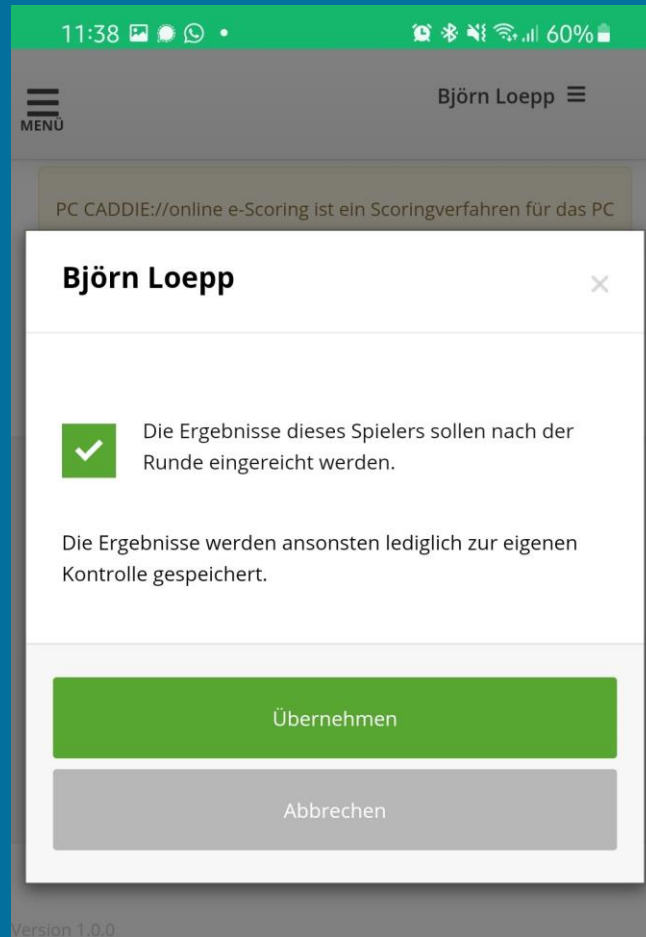 11:38
60%
MENÜ
Björn Loepp
PC CADDIE://online e-Scoring ist ein Scoringverfahren für das PC
Björn Loepp
Die Ergebnisse dieses Spielers sollen nach der
Runde eingereicht werden.
Die Ergebnisse werden ansonsten lediglich zur eigenen
Kontrolle gespeichert.
Übernehmen
Abbrechen
Version 1.0.0